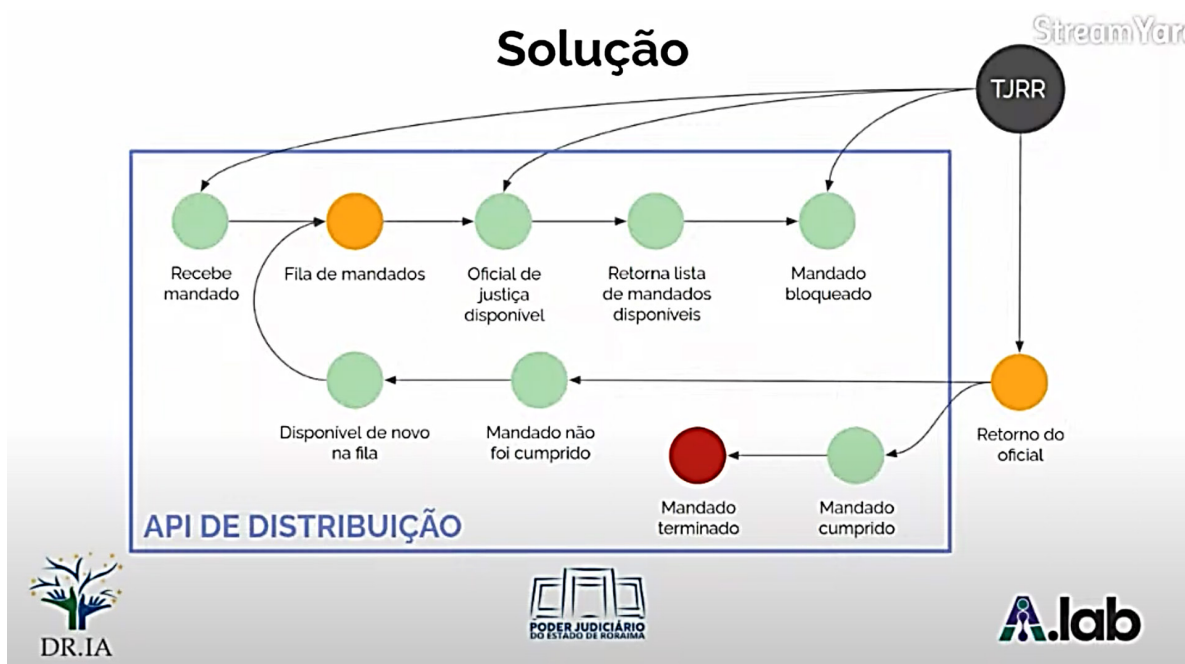 Solução
StreamYar
TJRR
Recebe
mandado
Fila de mandados
Oficial de
justiça
disponível
Retorna lista
de mandados
disponíveis
Mandado
bloqueado
Disponível de novo
na fila
Mandado não
foi cumprido
Retorno do
oficial
Mandado
terminado
Mandado
cumprido
API DE DISTRIBUIÇÃO
DR.IA
PODER JUDICIÁRIO
DO ESTADO DE RORAIMA
A.lab